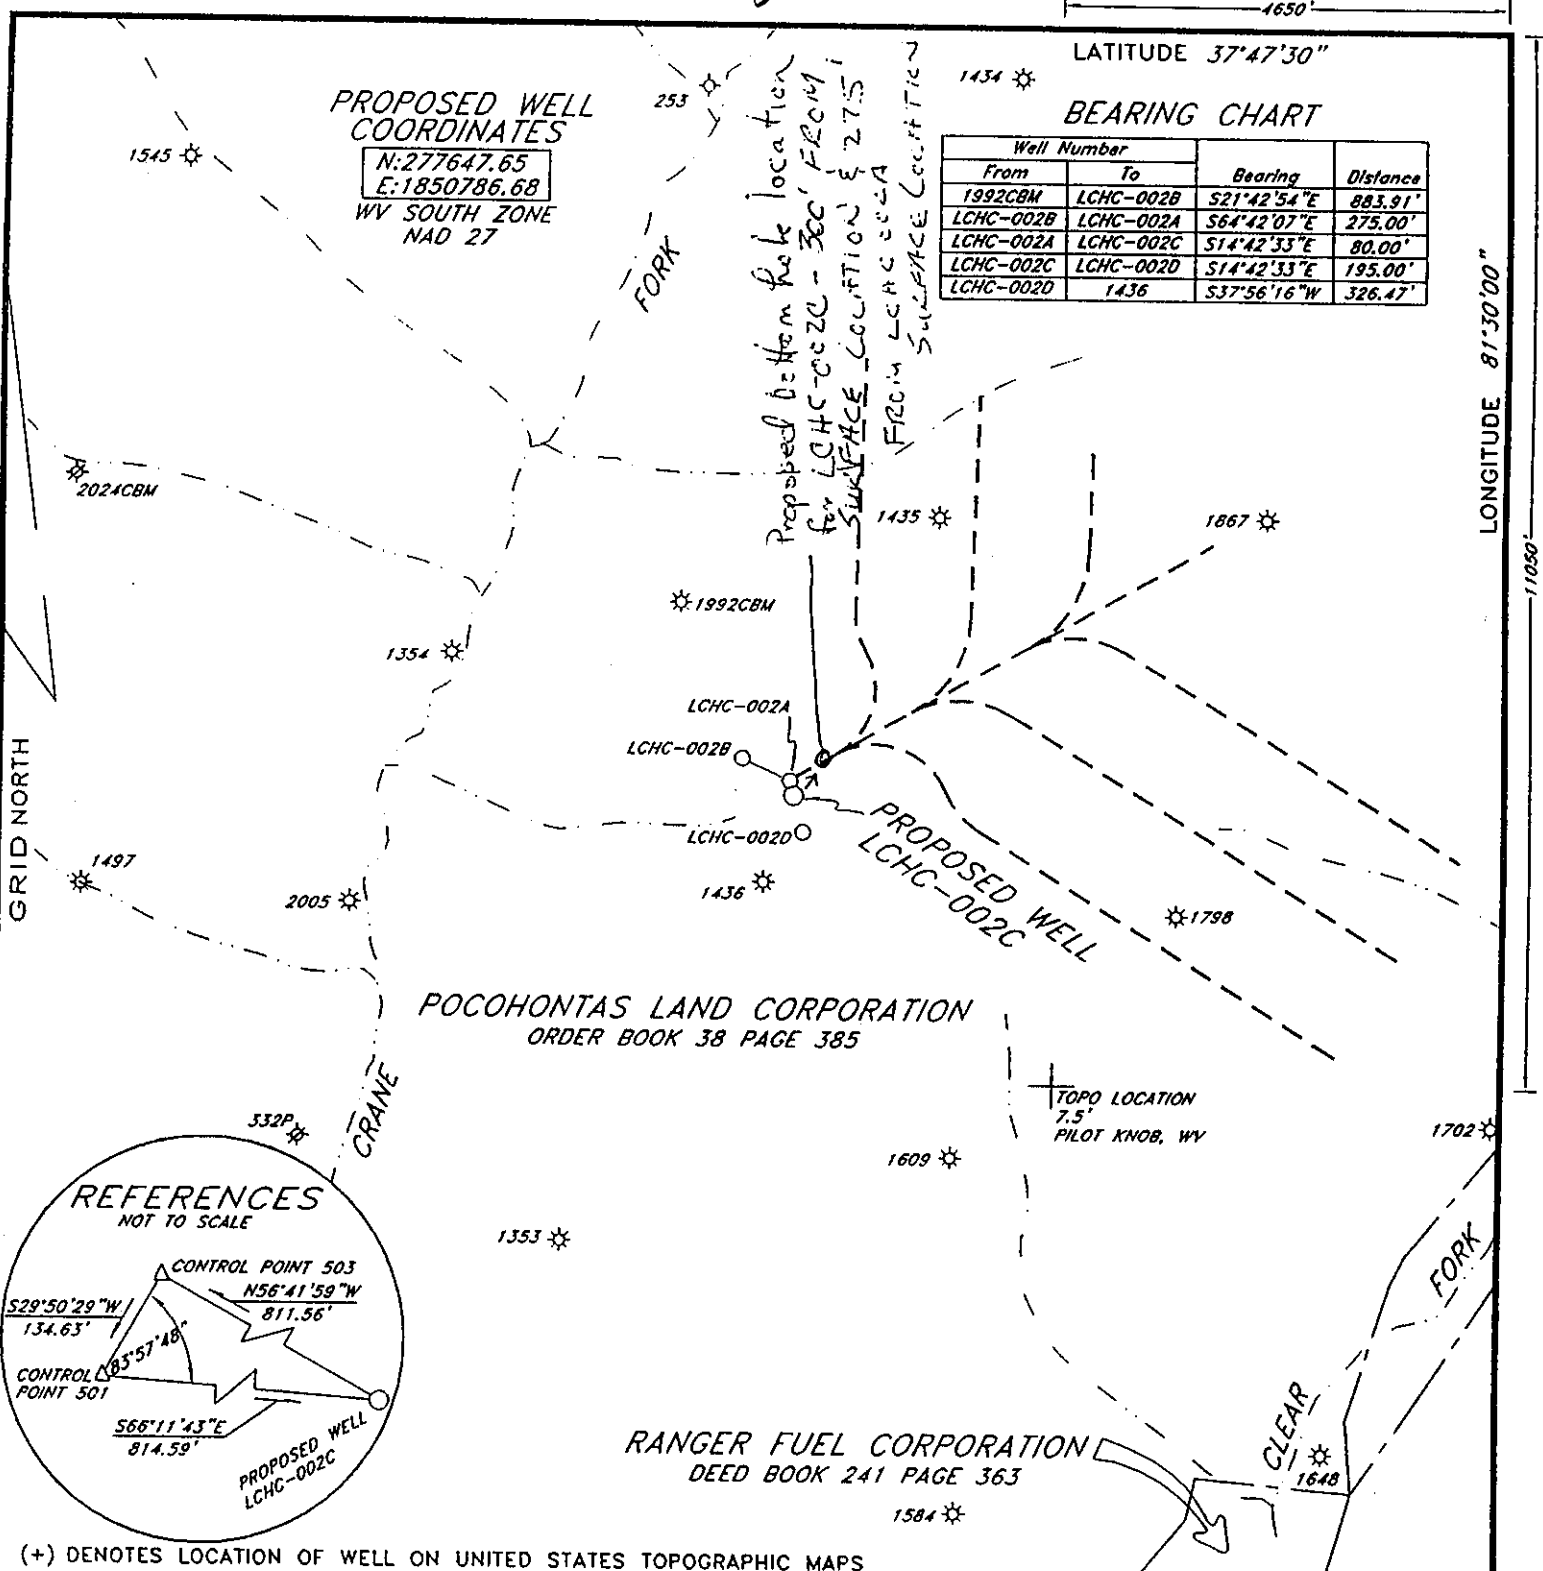 4650'
LATITUDE 37°47'30"
PROPOSED WELL
COORDINATES
N:277647.65
E:1850786.68
WV SOUTH ZONE
NAD 27
253
1434
1545
BEARING CHART
Well Number Bearing Distance
From To
1992CBM LCHC-002B S21°42'54"E 883.91'
LCHC-002B LCHC-002A S64°42'07"E 275.00'
LCHC-002A LCHC-002C S14°42'33"E 80.00'
LCHC-002C LCHC-002D S14°42'33"E 195.00'
LCHC-002D 1436 S37°56'16"W 326.47'
Proposed bottom hole location
for LCHC-002C - 300' FROM
SURFACE LOCATION & 275'
FROM LCHC 002A
SURFACE LOCATION
FORK
LONGITUDE 81°30'00"
11050'
2024CBM
1435
1867
1992CBM
1354
LCHC-002A
LCHC-002B
LCHC-002D
PROPOSED WELL
LCHC-002C
GRID NORTH
1497
2005
1436
1798
POCOHONTAS LAND CORPORATION
ORDER BOOK 38 PAGE 385
CRANE
332P
TOPO LOCATION
7.5'
PILOT KNOB, WV
1702
1609
1353
REFERENCES
NOT TO SCALE
CONTROL POINT 503
N56°41'59"W
811.56'
S29°50'29"W
134.63'
83°57'48"
CONTROL
POINT 501
S66°11'43"E
814.59'
PROPOSED WELL
LCHC-002C
FORK
CLEAR
1648
RANGER FUEL CORPORATION
DEED BOOK 241 PAGE 363
1584
(+) DENOTES LOCATION OF WELL ON UNITED STATES TOPOGRAPHIC MAPS